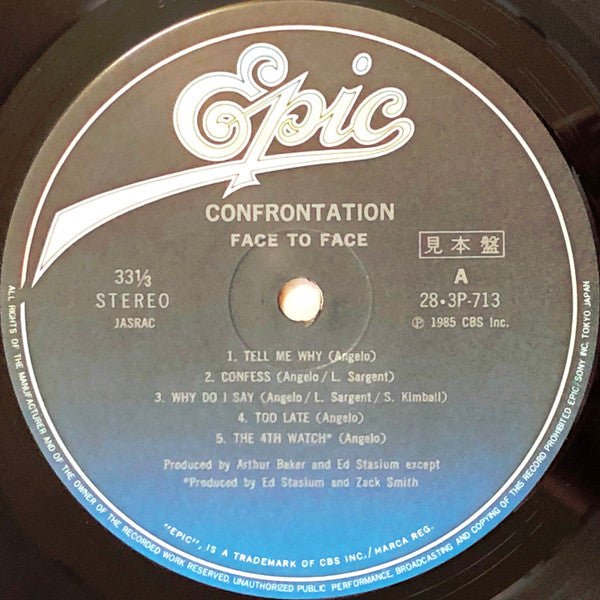 Epic
CONFRONTATION
FACE TO FACE
見本盤
33⅓
STEREO
JASRAC
A
28・3P-713
Ⓟ 1985 CBS Inc.
1. TELL ME WHY (Angelo)
2. CONFESS (Angelo/L. Sargent)
3. WHY DO I SAY (Angelo/L. Sargent/S. Kimball)
4. TOO LATE (Angelo)
5. THE 4TH WATCH* (Angelo)
Produced by Arthur Baker and Ed Stasium except
*Produced by Ed Stasium and Zack Smith
"EPIC", IS A TRADEMARK OF CBS INC./MARCA REG.
ALL RIGHTS OF THE MANUFACTURER AND OF THE OWNER OF THE RECORDED WORK RESERVED. UNAUTHORIZED PUBLIC PERFORMANCE, BROADCASTING AND COPYING OF THIS RECORD PROHIBITED EPIC/SONY INC. TOKYO JAPAN